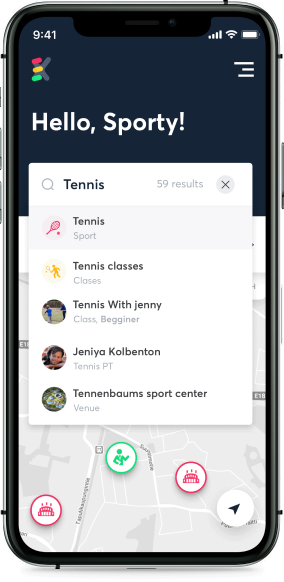 9:41
Hello, Sporty!
Tennis
59 results
Tennis
Sport
Tennis classes
Clases
Tennis With jenny
Class, Begginer
Jeniya Kolbenton
Tennis PT
Tennenbaums sport center
Venue
E18